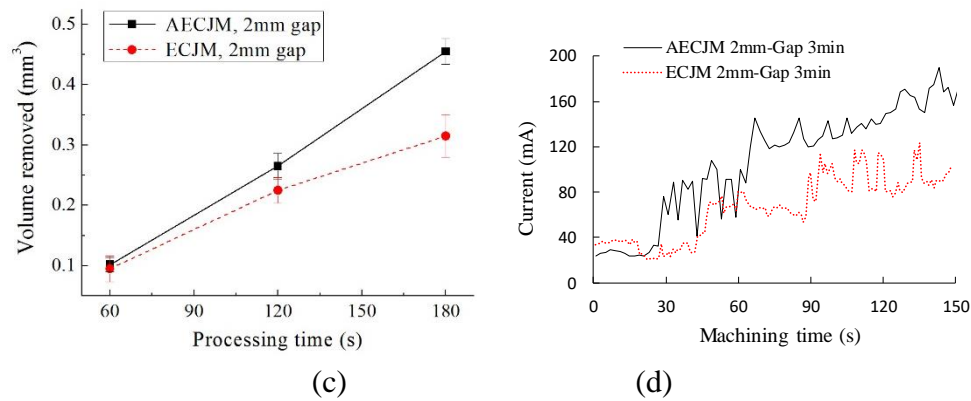 AECJM, 2mm gap
ECJM, 2mm gap
Volume removed (mm³)
0.5
0.4
0.3
0.2
0.1
60
90
120
150
180
Processing time (s)
(c)
AECJM 2mm-Gap 3min
ECJM 2mm-Gap 3min
Current (mA)
200
160
120
80
40
0
0
30
60
90
120
150
Machining time (s)
(d)